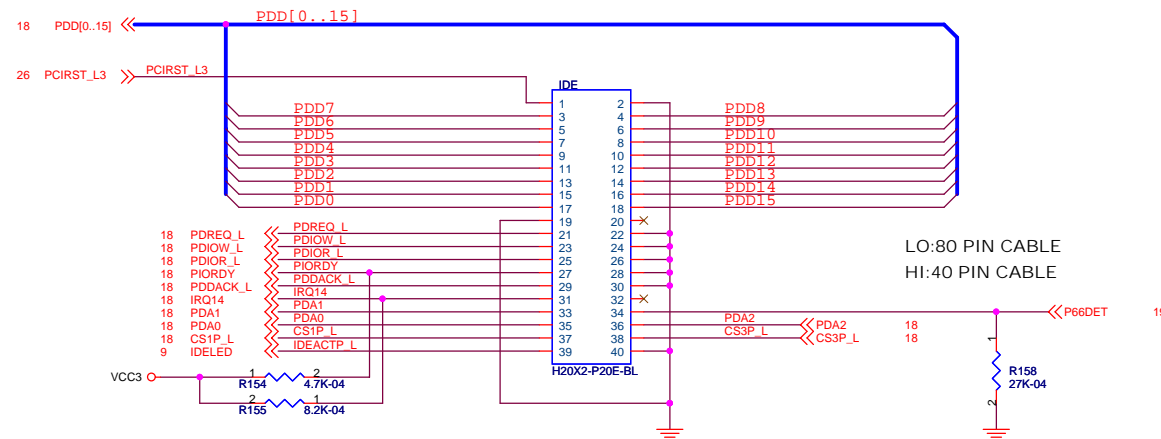 PDD[0..15]
18 PDD[0..15]
26 PCIRST_L3 PCIRST_L3
IDE
1 2
PDD7 3 4 PDD8
PDD6 5 6 PDD9
PDD5 7 8 PDD10
PDD4 9 10 PDD11
PDD3 11 12 PDD12
PDD2 13 14 PDD13
PDD1 15 16 PDD14
PDD0 17 18 PDD15
19 20
18 PDREQ_L PDREQ_L 21 22
18 PDIOW_L PDIOW_L 23 24
18 PDIOR_L PDIOR_L 25 26
18 PIORDY PIORDY 27 28
18 PDDACK_L PDDACK_L 29 30
18 IRQ14 IRQ14 31 32
18 PDA1 PDA1 33 34
18 PDA0 PDA0 35 36 PDA2 PDA2 18
18 CS1P_L CS1P_L 37 38 CS3P_L CS3P_L 18
9 IDELED IDEACTP_L 39 40
H20X2-P20E-BL
LO:80 PIN CABLE
HI:40 PIN CABLE
P66DET
1
R158
27K-04
2
VCC3
1 2
R154 4.7K-04
2 1
R155 8.2K-04